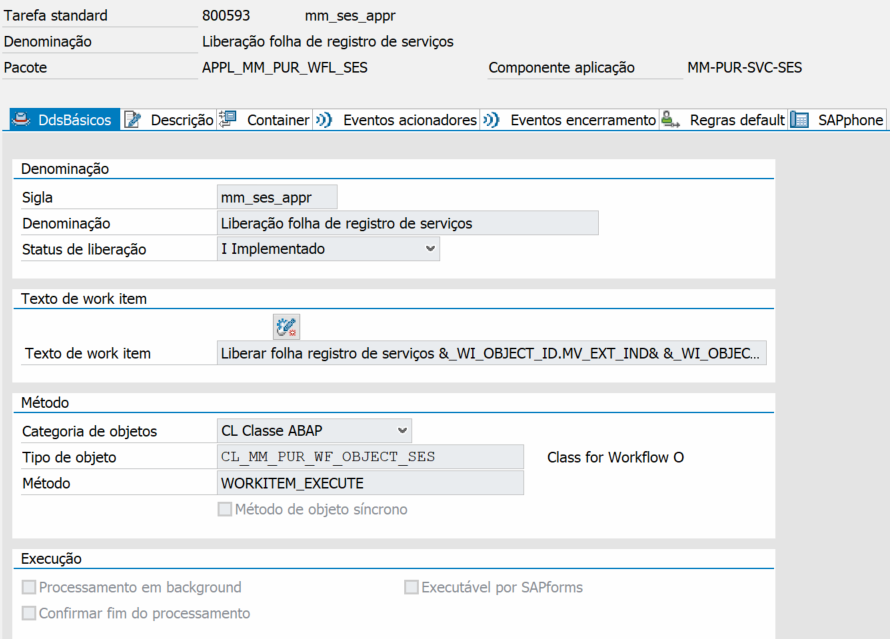 Tarefa standard 800593 mm_ses_appr
Denominação Liberação folha de registro de serviços
Pacote APPL_MM_PUR_WFL_SES Componente aplicação MM-PUR-SVC-SES
DdsBásicos Descrição Container Eventos acionadores Eventos encerramento Regras default SAPphone
Denominação
Sigla mm_ses_appr
Denominação Liberação folha de registro de serviços
Status de liberação I Implementado
Texto de work item
Texto de work item Liberar folha registro de serviços &_WI_OBJECT_ID.MV_EXT_IND& &_WI_OBJEC...
Método
Categoria de objetos CL Classe ABAP
Tipo de objeto CL_MM_PUR_WF_OBJECT_SES Class for Workflow O
Método WORKITEM_EXECUTE
Método de objeto síncrono
Execução
Processamento em background Executável por SAPforms
Confirmar fim do processamento